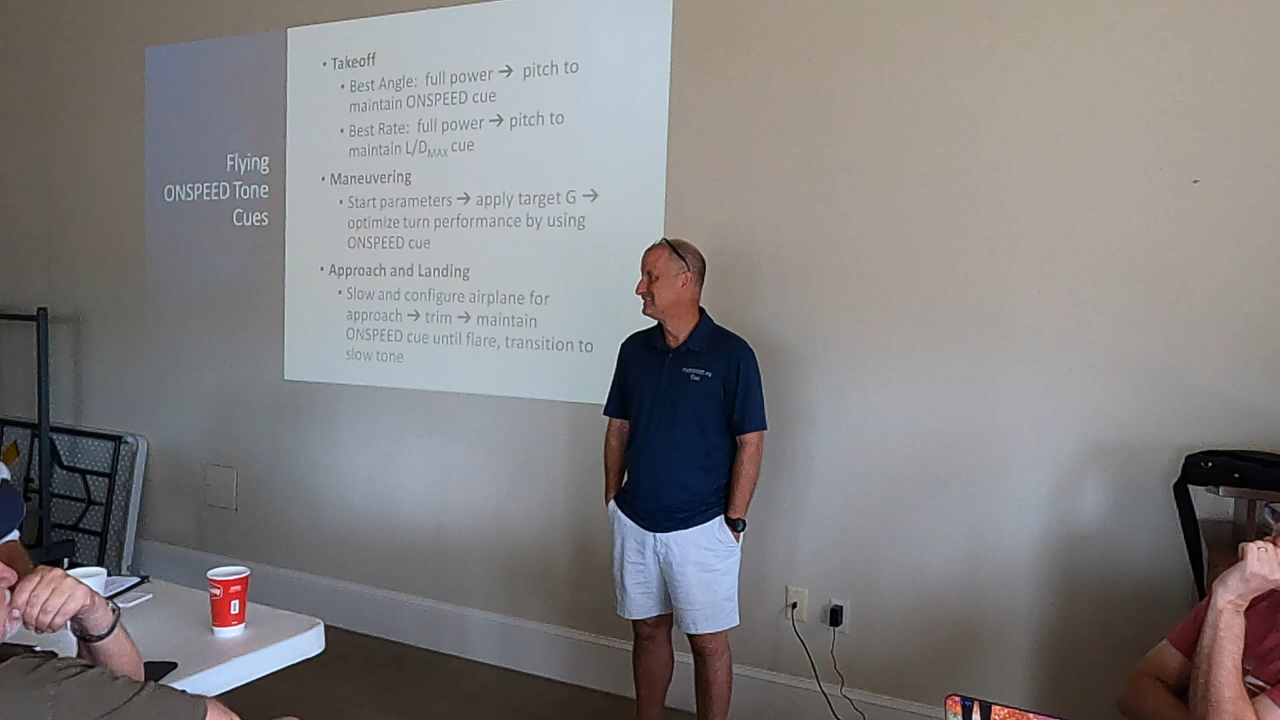 Flying
ONSPEED Tone
Cues
• Takeoff
• Best Angle: full power → pitch to
maintain ONSPEED cue
• Best Rate: full power → pitch to
maintain L/DMAX cue
• Maneuvering
• Start parameters → apply target G →
optimize turn performance by using
ONSPEED cue
• Approach and Landing
• Slow and configure airplane for
approach → trim → maintain
ONSPEED cue until flare, transition to
slow tone